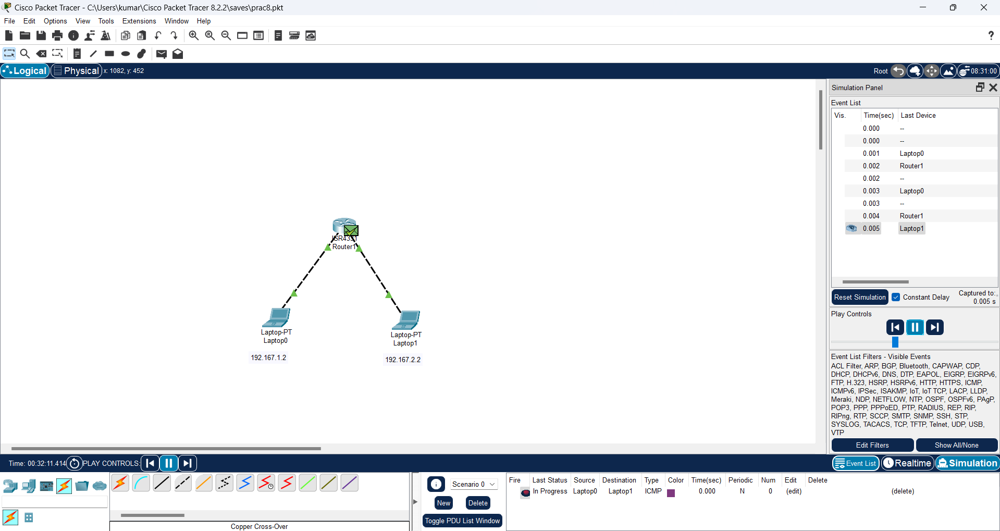 Cisco Packet Tracer - C:\Users\kumar\Cisco Packet Tracer 8.2.2\saves\prac8.pkt
File Edit Options View Tools Extensions Window Help
Logical Physical x: 1082, y: 452 Root 08:31:00
Simulation Panel
Event List
Vis. Time(sec) Last Device
0.000 --
0.000 --
0.001 Laptop0
0.002 Router1
0.002 --
0.003 Laptop0
0.003 --
0.004 Router1
0.005 Laptop1
ISR4331
Router1
Laptop-PT
Laptop0
192.167.1.2
Laptop-PT
Laptop1
192.167.2.2
Reset Simulation Constant Delay Captured to:
0.005 s
Play Controls
Event List Filters - Visible Events
ACL Filter, ARP, BGP, Bluetooth, CAPWAP, CDP,
DHCP, DHCPv6, DNS, DTP, EAPOL, EIGRP, EIGRPv6,
FTP, H.323, HSRP, HSRPv6, HTTP, HTTPS, ICMP,
ICMPv6, IPSec, ISAKMP, IoT, IoT TCP, LACP, LLDP,
Meraki, NDP, NETFLOW, NTP, OSPF, OSPFv6, PAgP,
POP3, PPP, PPPoED, PTP, RADIUS, REP, RIP,
RIPng, RTP, SCCP, SMTP, SNMP, SSH, STP,
SYSLOG, TACACS, TCP, TFTP, Telnet, UDP, USB,
VTP
Edit Filters Show All/None
Time: 00:32:11.414 PLAY CONTROLS: Event List Realtime Simulation
Scenario 0
New Delete
Toggle PDU List Window
Fire Last Status Source Destination Type Color Time(sec) Periodic Num Edit Delete
In Progress Laptop0 Laptop1 ICMP 0.000 N 0 (edit) (delete)
Copper Cross-Over